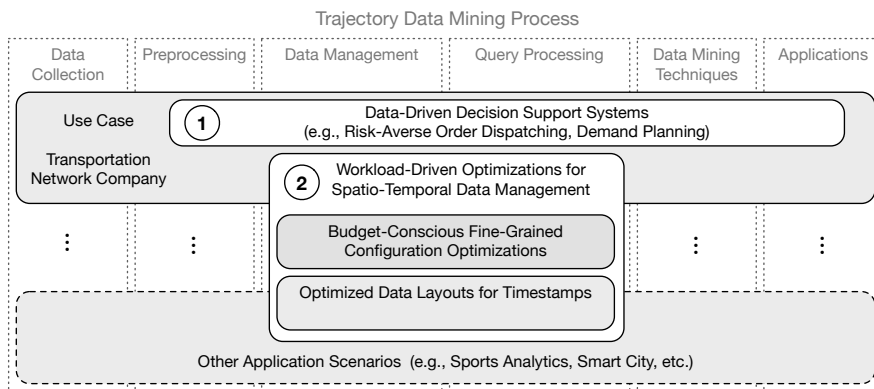 Trajectory Data Mining Process
Data
Collection
Preprocessing
Data Management
Query Processing
Data Mining
Techniques
Applications
Use Case
1
Data-Driven Decision Support Systems
(e.g., Risk-Averse Order Dispatching, Demand Planning)
Transportation
Network Company
2
Workload-Driven Optimizations for
Spatio-Temporal Data Management
Budget-Conscious Fine-Grained
Configuration Optimizations
Optimized Data Layouts for Timestamps
Other Application Scenarios (e.g., Sports Analytics, Smart City, etc.)